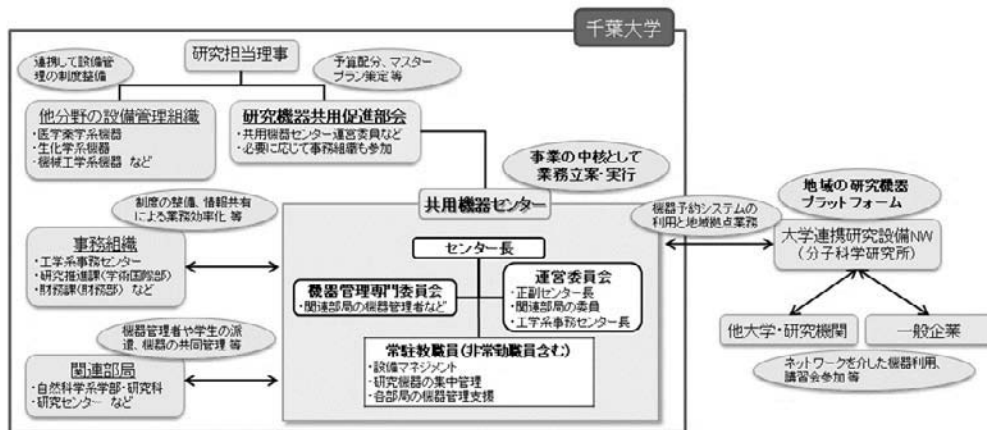 千葉大学
研究担当理事
連携して設備管
理の制度整備
予算配分、マスター
プラン策定 等
他分野の設備管理組織
・医学薬学系機器
・生化学系機器
・機械工学系機器 など
研究機器共用促進部会
・共用機器センター運営委員など
・必要に応じて事務組織も参加
事業の中核として
業務立案・実行
制度の整備、情報共有
による業務効率化 等
事務組織
・工学系事務センター
・研究推進課(学術国際部)
・財務課(財務部) など
機器管理者や学生の派
遣、機器の共同管理 等
関連部局
・自然科学系学部・研究科
・研究センター など
共用機器センター
センター長
機器管理専門委員会
・関連部局の機器管理者など
運営委員会
・正副センター長
・関連部局の委員
・工学系事務センター長
常駐教職員(非常勤職員含む)
・設備マネジメント
・研究機器の集中管理
・各部局の機器管理支援
機器予約システムの
利用と地域拠点業務
地域の研究機器
プラットフォーム
大学連携研究設備NW
(分子科学研究所)
他大学・研究機関
一般企業
ネットワークを介した機器利用、
講習会参加 等